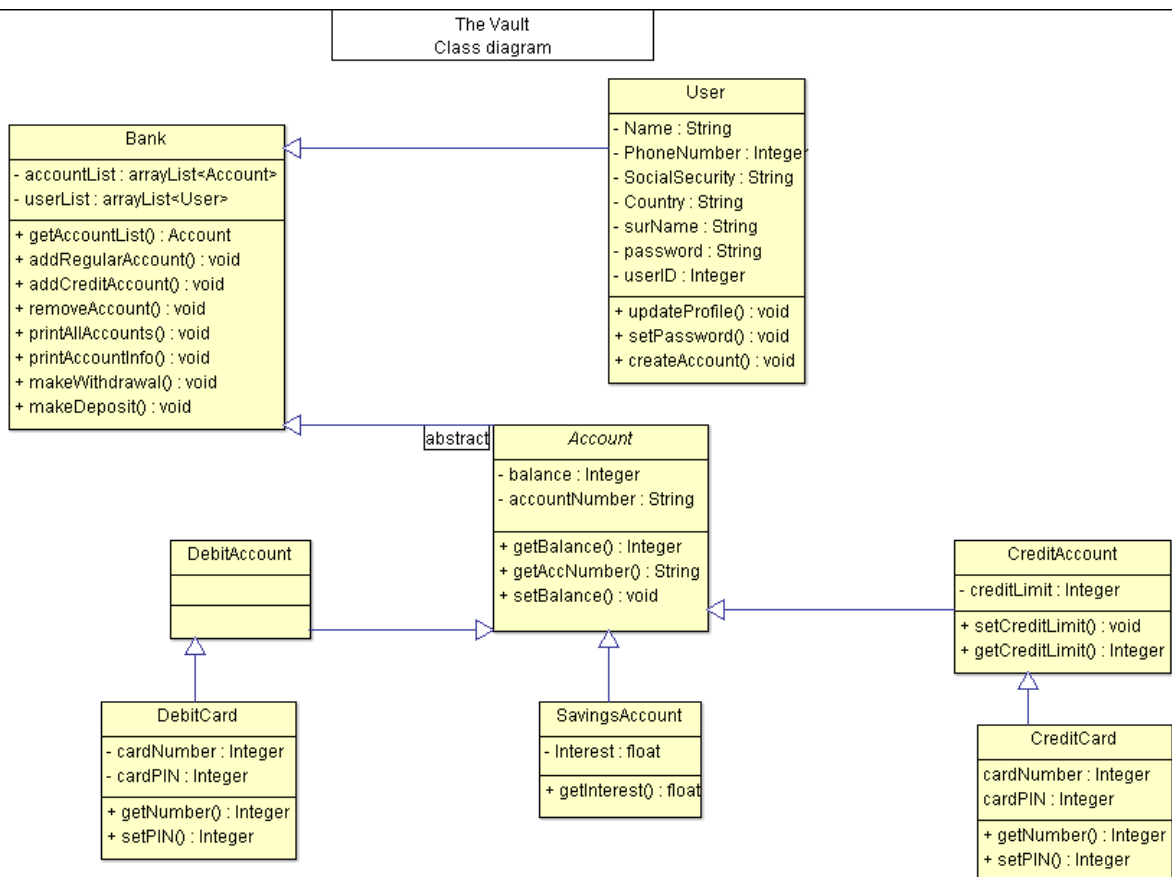 The Vault
Class diagram
User
- Name : String
- PhoneNumber : Integer
- SocialSecurity : String
- Country : String
- surName : String
- password : String
- userID : Integer
+ updateProfile() : void
+ setPassword() : void
+ createAccount() : void
Bank
- accountList : arrayList<Account>
- userList : arrayList<User>
+ getAccountList() : Account
+ addRegularAccount() : void
+ addCreditAccount() : void
+ removeAccount() : void
+ printAllAccounts() : void
+ printAccountInfo() : void
+ makeWithdrawal() : void
+ makeDeposit() : void
abstract
Account
- balance : Integer
- accountNumber : String
+ getBalance() : Integer
+ getAccNumber() : String
+ setBalance() : void
DebitAccount
CreditAccount
- creditLimit : Integer
+ setCreditLimit() : void
+ getCreditLimit() : Integer
DebitCard
- cardNumber : Integer
- cardPIN : Integer
+ getNumber() : Integer
+ setPIN() : Integer
SavingsAccount
- Interest : float
+ getInterest() : float
CreditCard
cardNumber : Integer
cardPIN : Integer
+ getNumber() : Integer
+ setPIN() : Integer